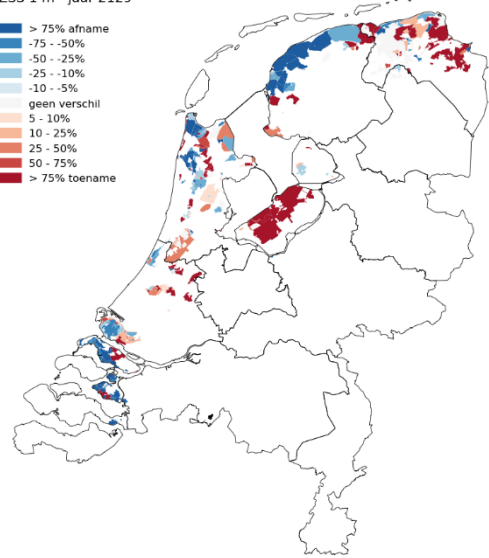 > 75% afname
-75 - -50%
-50 - -25%
-25 - -10%
-10 - -5%
geen verschil
5 - 10%
10 - 25%
25 - 50%
50 - 75%
> 75% toename